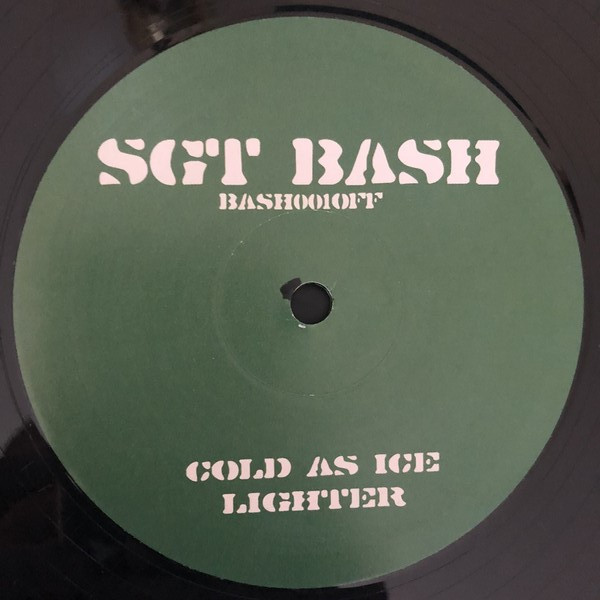 SGT BASH
BASH001OFF
COLD AS ICE
LIGHTER